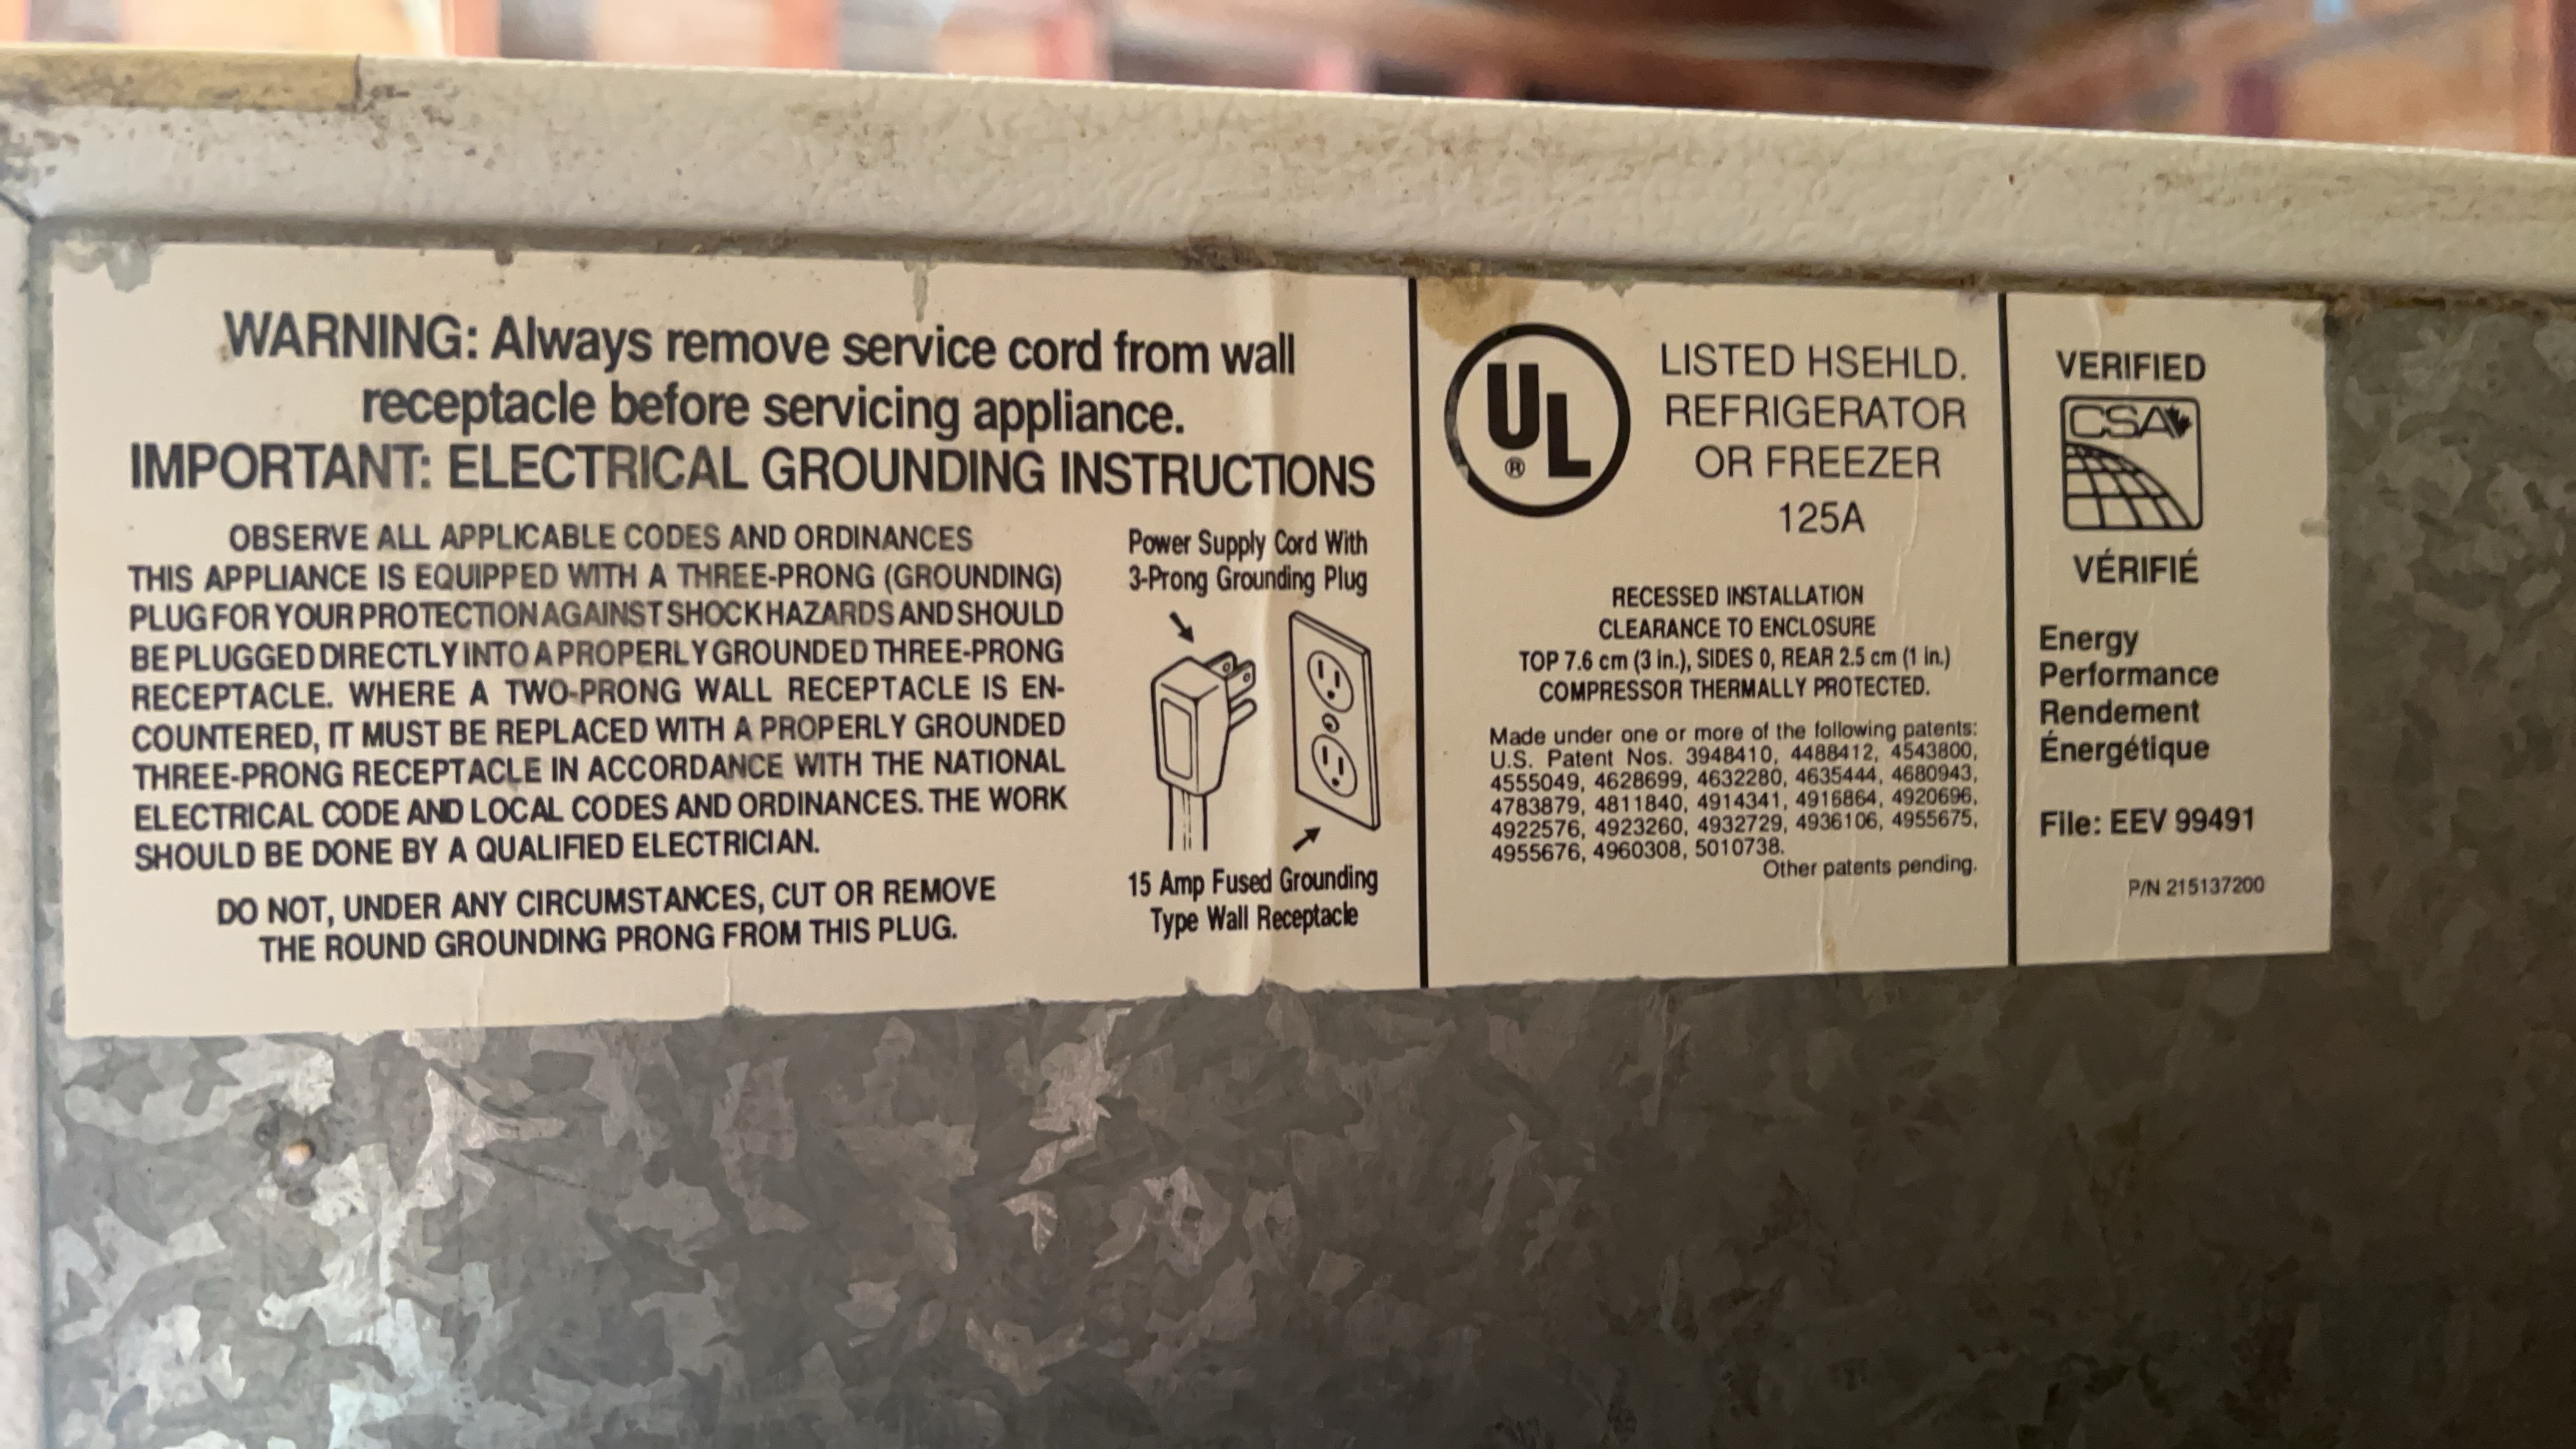 WARNING: Always remove service cord from wall
receptacle before servicing appliance.
IMPORTANT: ELECTRICAL GROUNDING INSTRUCTIONS
OBSERVE ALL APPLICABLE CODES AND ORDINANCES
THIS APPLIANCE IS EQUIPPED WITH A THREE-PRONG (GROUNDING)
PLUG FOR YOUR PROTECTION AGAINST SHOCK HAZARDS AND SHOULD
BE PLUGGED DIRECTLY INTO A PROPERLY GROUNDED THREE-PRONG
RECEPTACLE. WHERE A TWO-PRONG WALL RECEPTACLE IS EN-
COUNTERED, IT MUST BE REPLACED WITH A PROPERLY GROUNDED
THREE-PRONG RECEPTACLE IN ACCORDANCE WITH THE NATIONAL
ELECTRICAL CODE AND LOCAL CODES AND ORDINANCES. THE WORK
SHOULD BE DONE BY A QUALIFIED ELECTRICIAN.
DO NOT, UNDER ANY CIRCUMSTANCES, CUT OR REMOVE
THE ROUND GROUNDING PRONG FROM THIS PLUG.
Power Supply Cord With
3-Prong Grounding Plug
G
15 Amp Fused Grounding
Type Wall Receptacle
UL
®
LISTED HSEHLD.
REFRIGERATOR
OR FREEZER
125A
RECESSED INSTALLATION
CLEARANCE TO ENCLOSURE
TOP 7.6 cm (3 in.), SIDES 0, REAR 2.5 cm (1 in.)
COMPRESSOR THERMALLY PROTECTED.
Made under one or more of the following patents:
U.S. Patent Nos. 3948410, 4488412, 4543800,
4555049, 4628699, 4632280, 4635444, 4680943,
4783879, 4811840, 4914341, 4916864, 4920696,
4922576, 4923260, 4932729, 4936106, 4955675,
4955676, 4960308, 5010738.
Other patents pending.
VERIFIED
CSA
VÉRIFIÉ
Energy
Performance
Rendement
Énergétique
File: EEV 99491
P/N 215137200